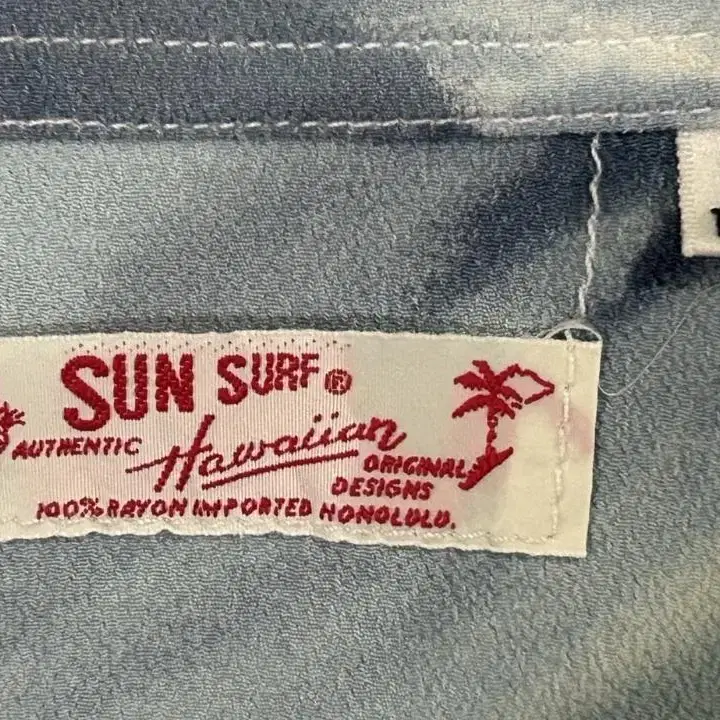 SUN SURF®
AUTHENTIC Hawaiian ORIGINAL
DESIGNS
100% RAYON IMPORTED HONOLULU.